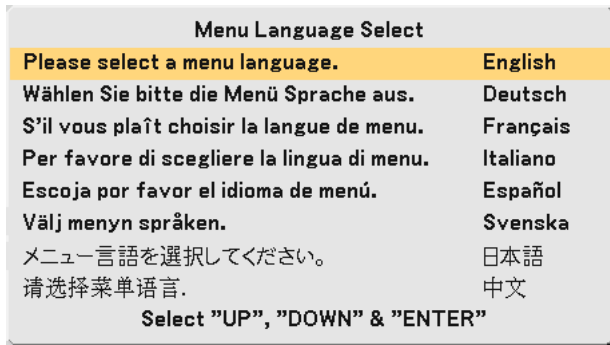 Menu Language Select
Please select a menu language. English
Wählen Sie bitte die Menü Sprache aus. Deutsch
S'il vous plaît choisir la langue de menu. Français
Per favore di scegliere la lingua di menu. Italiano
Escoja por favor el idioma de menú. Español
Välj menyn språken. Svenska
メニュー言語を選択してください。 日本語
请选择菜单语言. 中文
Select "UP", "DOWN" & "ENTER"